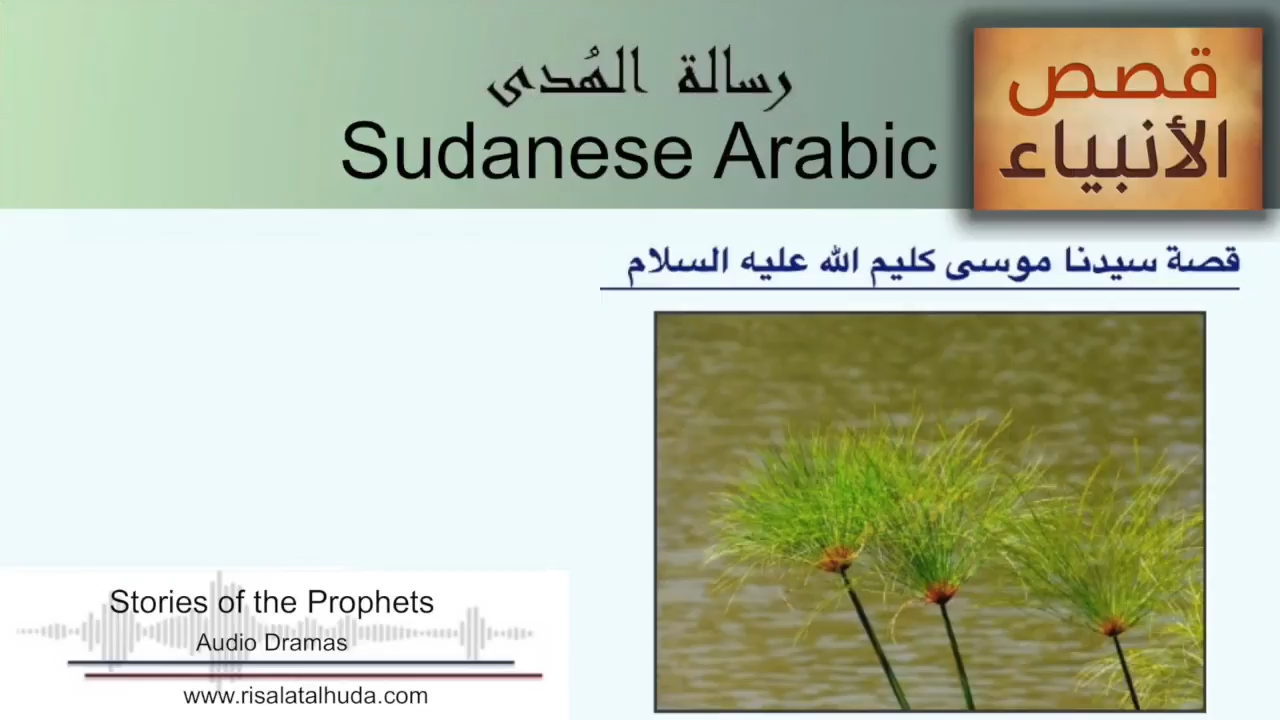 رسالة الهُدى
Sudanese Arabic
قصص
الأنبياء
قصة سيدنا موسى كليم الله عليه السلام
Stories of the Prophets
Audio Dramas
www.risalatalhuda.com